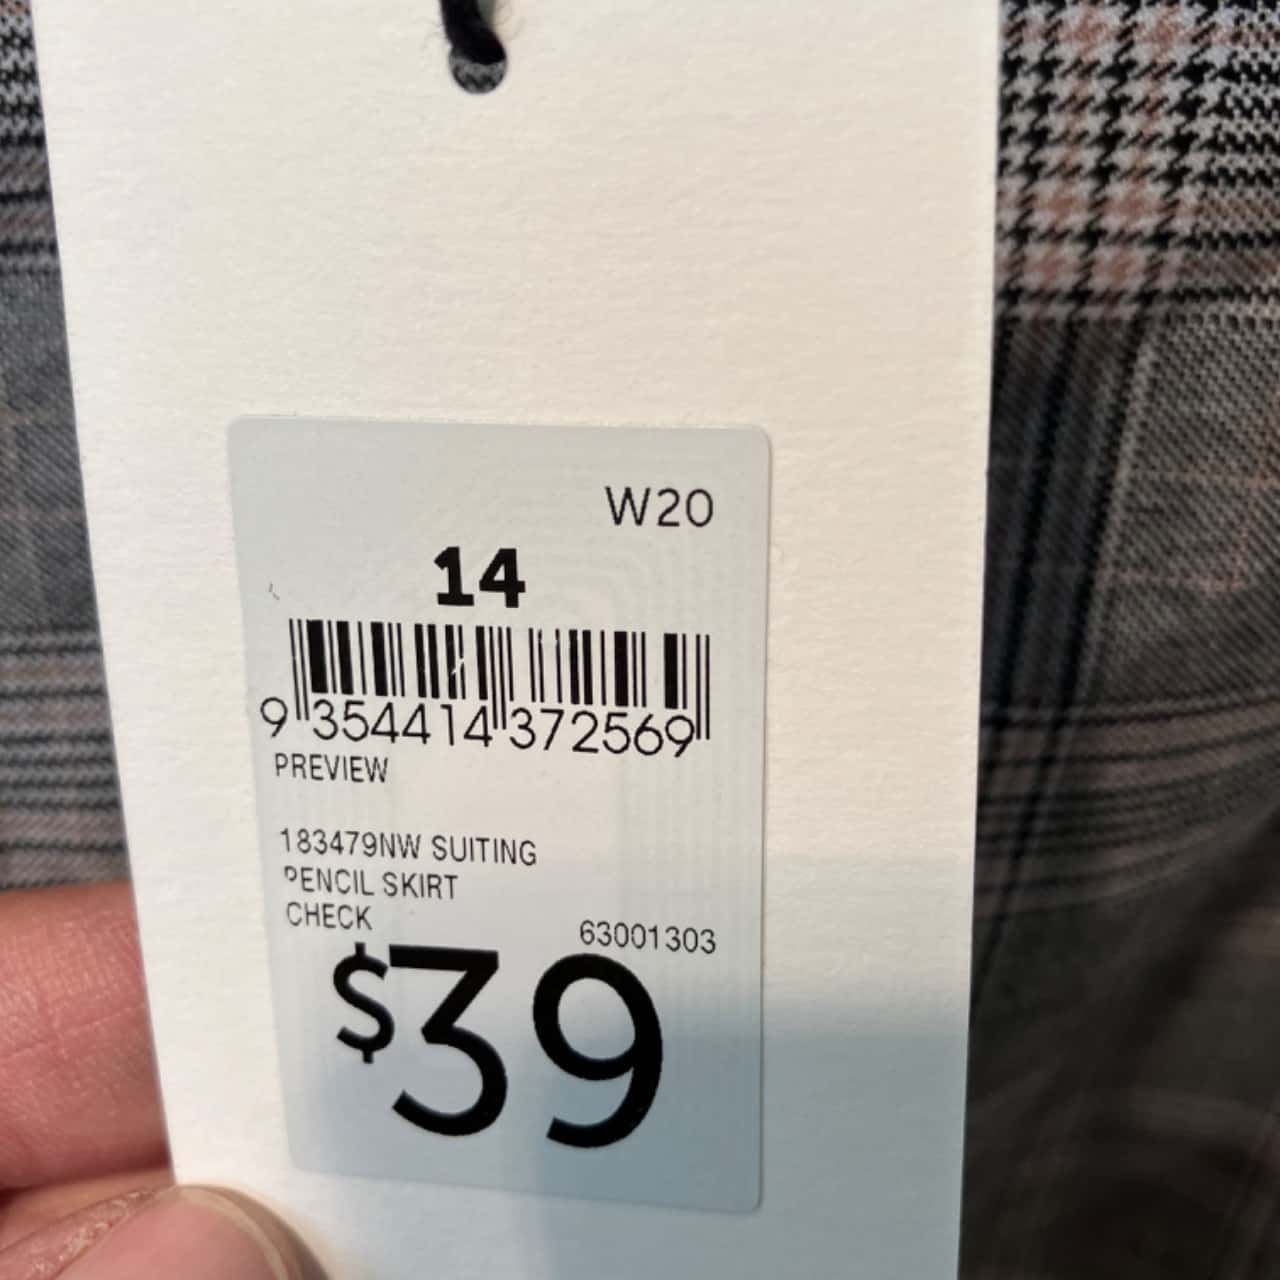 W20
14
9 354414 372569
PREVIEW
183479NW SUITING
PENCIL SKIRT
CHECK
63001303
$39